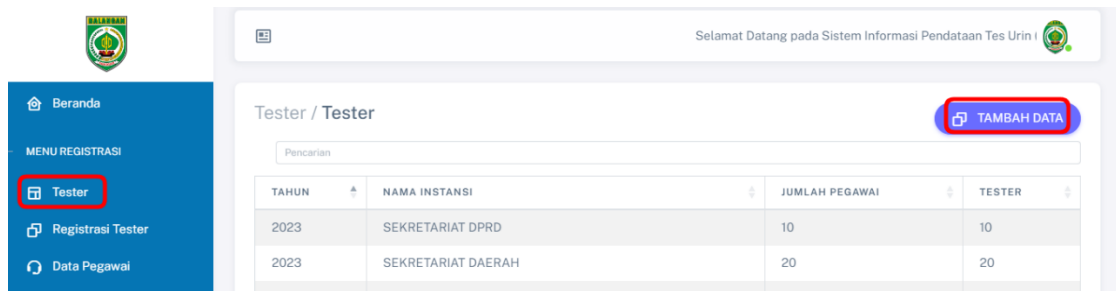 BALANGAN
Selamat Datang pada Sistem Informasi Pendataan Tes Urin (
Beranda
MENU REGISTRASI
Tester
Registrasi Tester
Data Pegawai
Tester / Tester
TAMBAH DATA
Pencarian
TAHUN NAMA INSTANSI JUMLAH PEGAWAI TESTER
2023 SEKRETARIAT DPRD 10 10
2023 SEKRETARIAT DAERAH 20 20